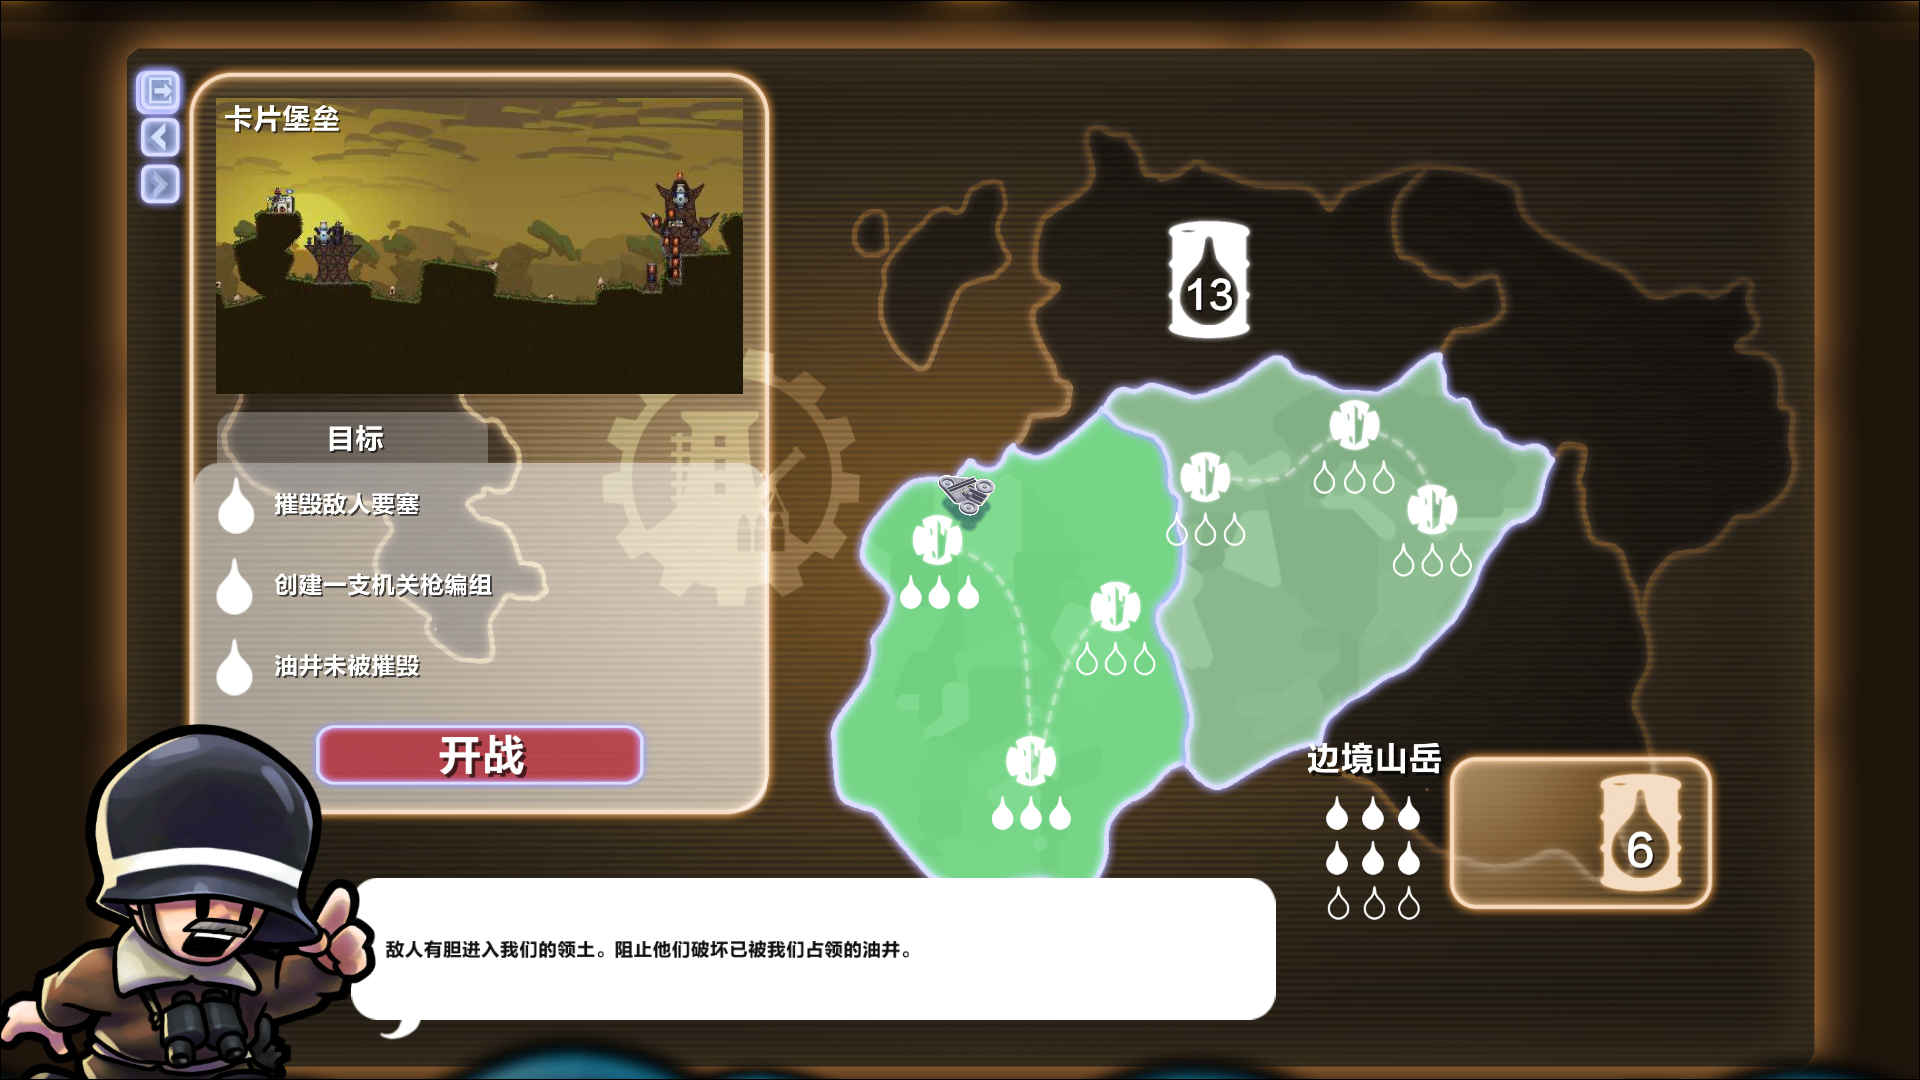 卡片堡垒
目标
摧毁敌人要塞
创建一支机关枪编组
油井未被摧毁
开战
13
边境山岳
6
敌人有胆进入我们的领土。阻止他们破坏已被我们占领的油井。